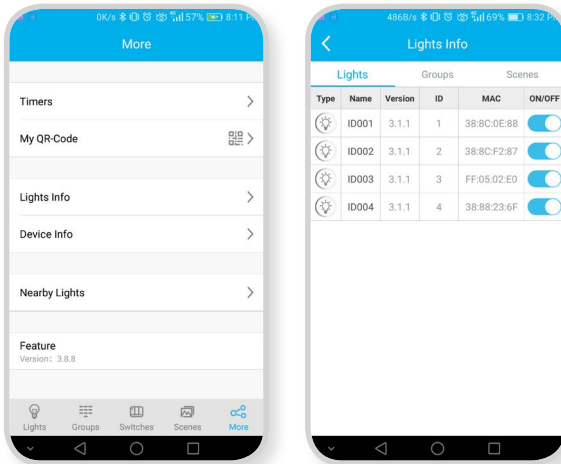 0K/s 57% 8:11 P
More
Timers
My QR-Code
Lights Info
Device Info
Nearby Lights
Feature
Version: 3.8.8
Lights Groups Switches Scenes More
486B/s 69% 8:32 P
Lights Info
Lights Groups Scenes
Type Name Version ID MAC ON/OFF
ID001 3.1.1 1 38:8C:0E:88
ID002 3.1.1 2 38:8C:F2:87
ID003 3.1.1 3 FF:05:02:E0
ID004 3.1.1 4 38:88:23:6F